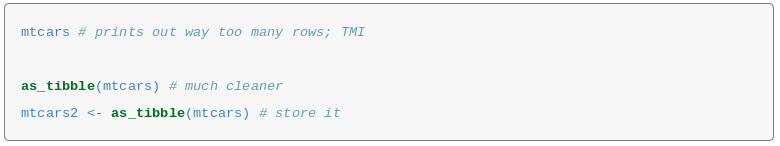 mtcars # prints out way too many rows; TMI
as_tibble(mtcars) # much cleaner
mtcars2 <- as_tibble(mtcars) # store it